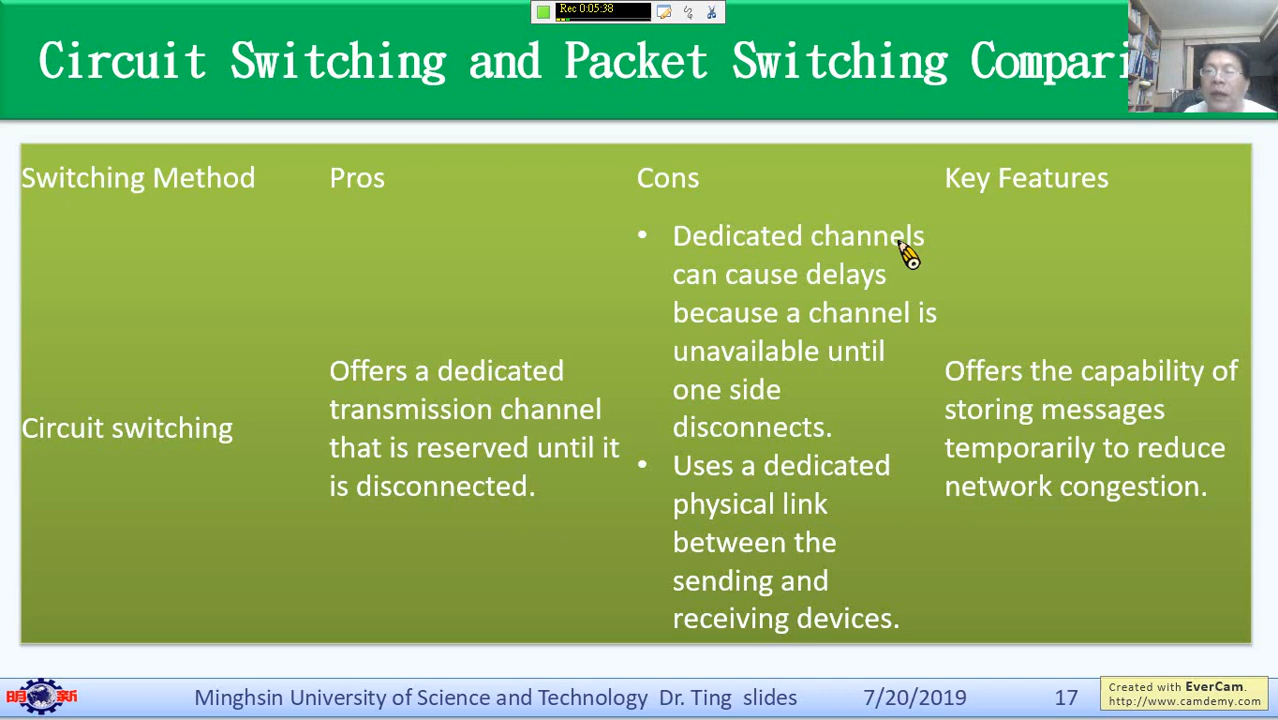 Rec 0:05:38
Circuit Switching and Packet Switching Compari
Switching Method
Pros
Cons
Key Features
Circuit switching
Offers a dedicated
transmission channel
that is reserved until it
is disconnected.
• Dedicated channels
can cause delays
because a channel is
unavailable until
one side
disconnects.
• Uses a dedicated
physical link
between the
sending and
receiving devices.
Offers the capability of
storing messages
temporarily to reduce
network congestion.
明新
Minghsin University of Science and Technology Dr. Ting slides
7/20/2019
17
Created with EverCam.
http://www.camdemy.com